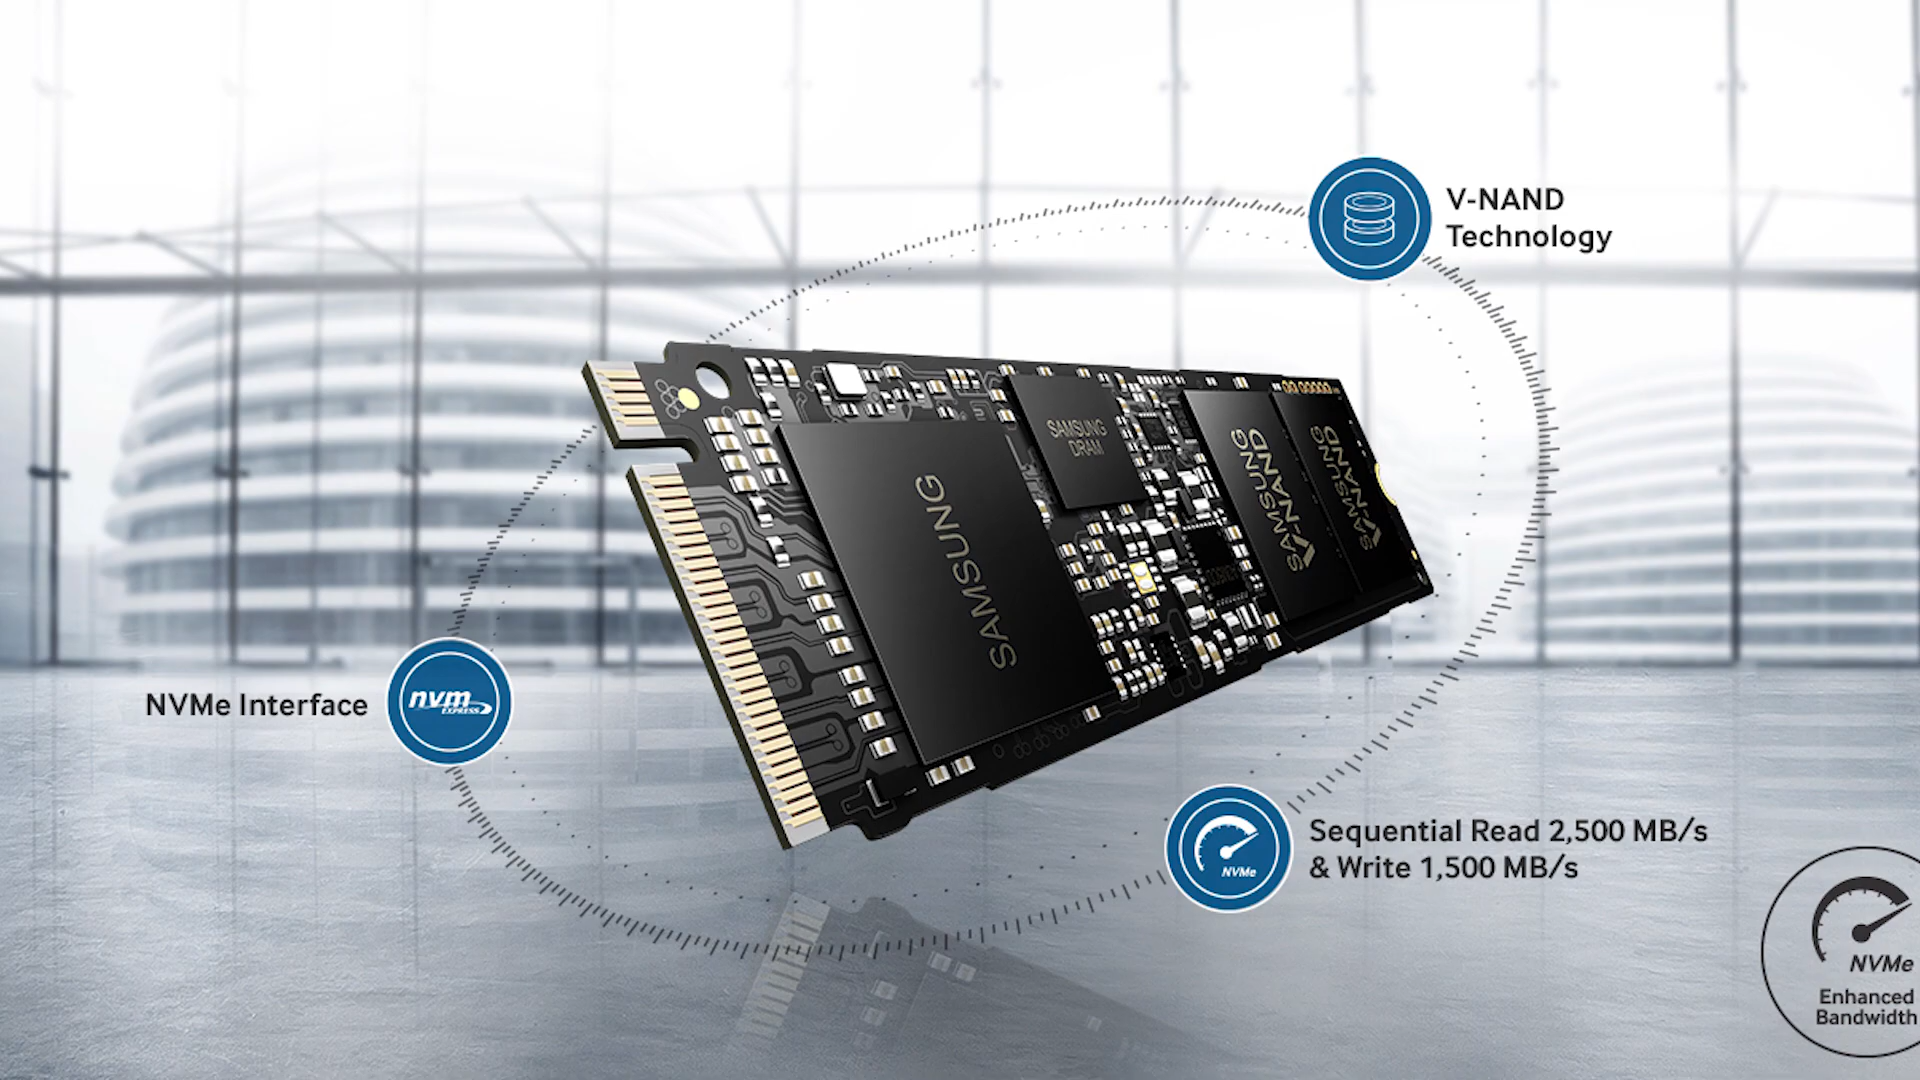 V-NAND
Technology
SAMSUNG
DRAM
SAMSUNG
V-NAND
SAMSUNG
V-NAND
SAMSUNG
NVMe Interface
nvm
EXPRESS
NVMe
Sequential Read 2,500 MB/s
& Write 1,500 MB/s
NVMe
Enhanced
Bandwidth